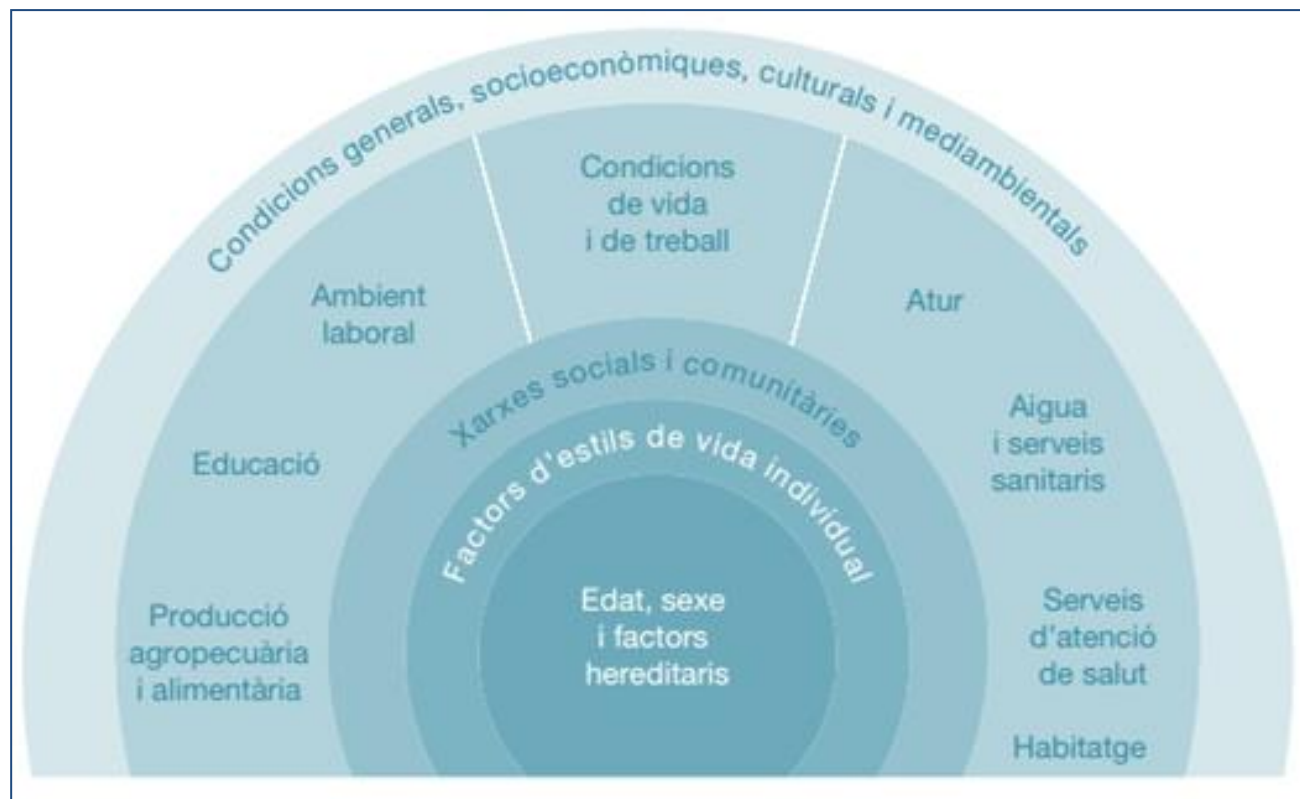 Condicions generals, socioeconòmiques, culturals i mediambientals
Condicions
de vida
i de treball
Ambient
laboral
Atur
Xarxes socials i comunitàries
Aigua
i serveis
sanitaris
Educació
Factors d'estils de vida individual
Edat, sexe
i factors
hereditaris
Producció
agropecuària
i alimentària
Serveis
d'atenció
de salut
Habitatge